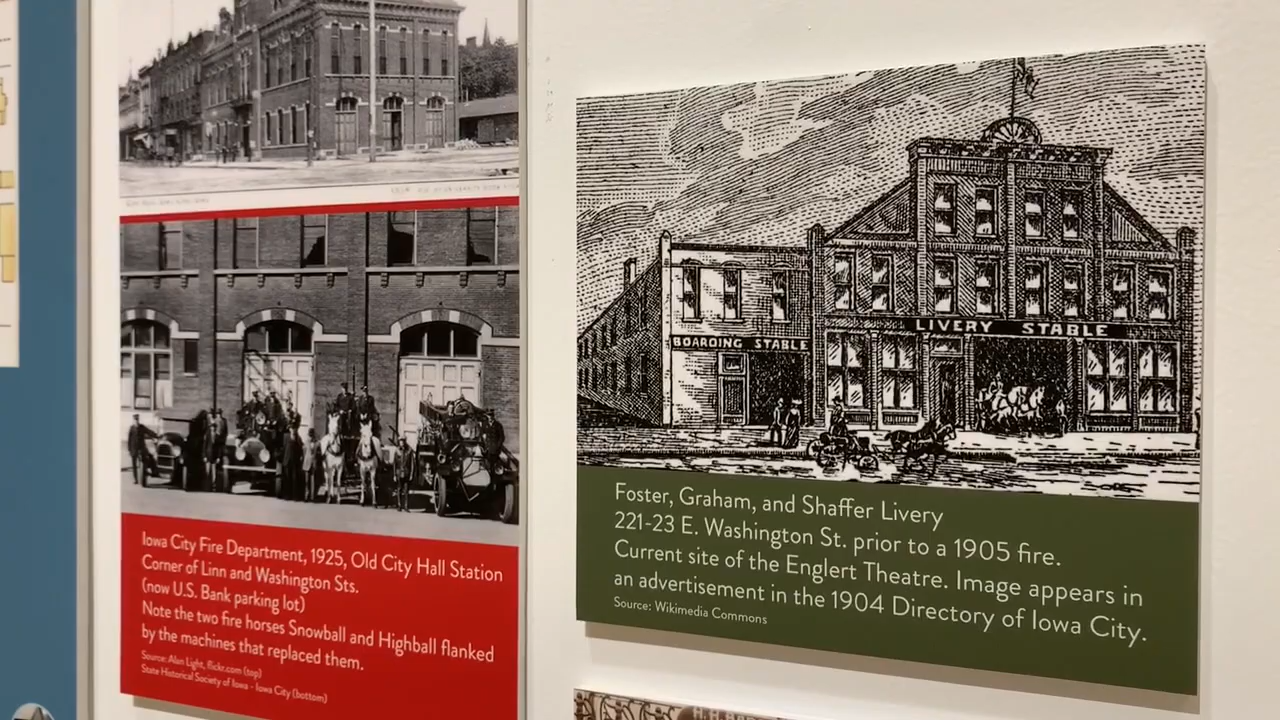 Iowa City Fire Department, 1925, Old City Hall Station
Corner of Linn and Washington Sts.
(now U.S. Bank parking lot)
Note the two fire horses Snowball and Highball flanked
by the machines that replaced them.
Source: Alan Light, flickr.com (top)
State Historical Society of Iowa - Iowa City (bottom)
LIVERY STABLE
BOARDING STABLE
Foster, Graham, and Shaffer Livery
221-23 E. Washington St. prior to a 1905 fire.
Current site of the Englert Theatre. Image appears in
an advertisement in the 1904 Directory of Iowa City.
Source: Wikimedia Commons